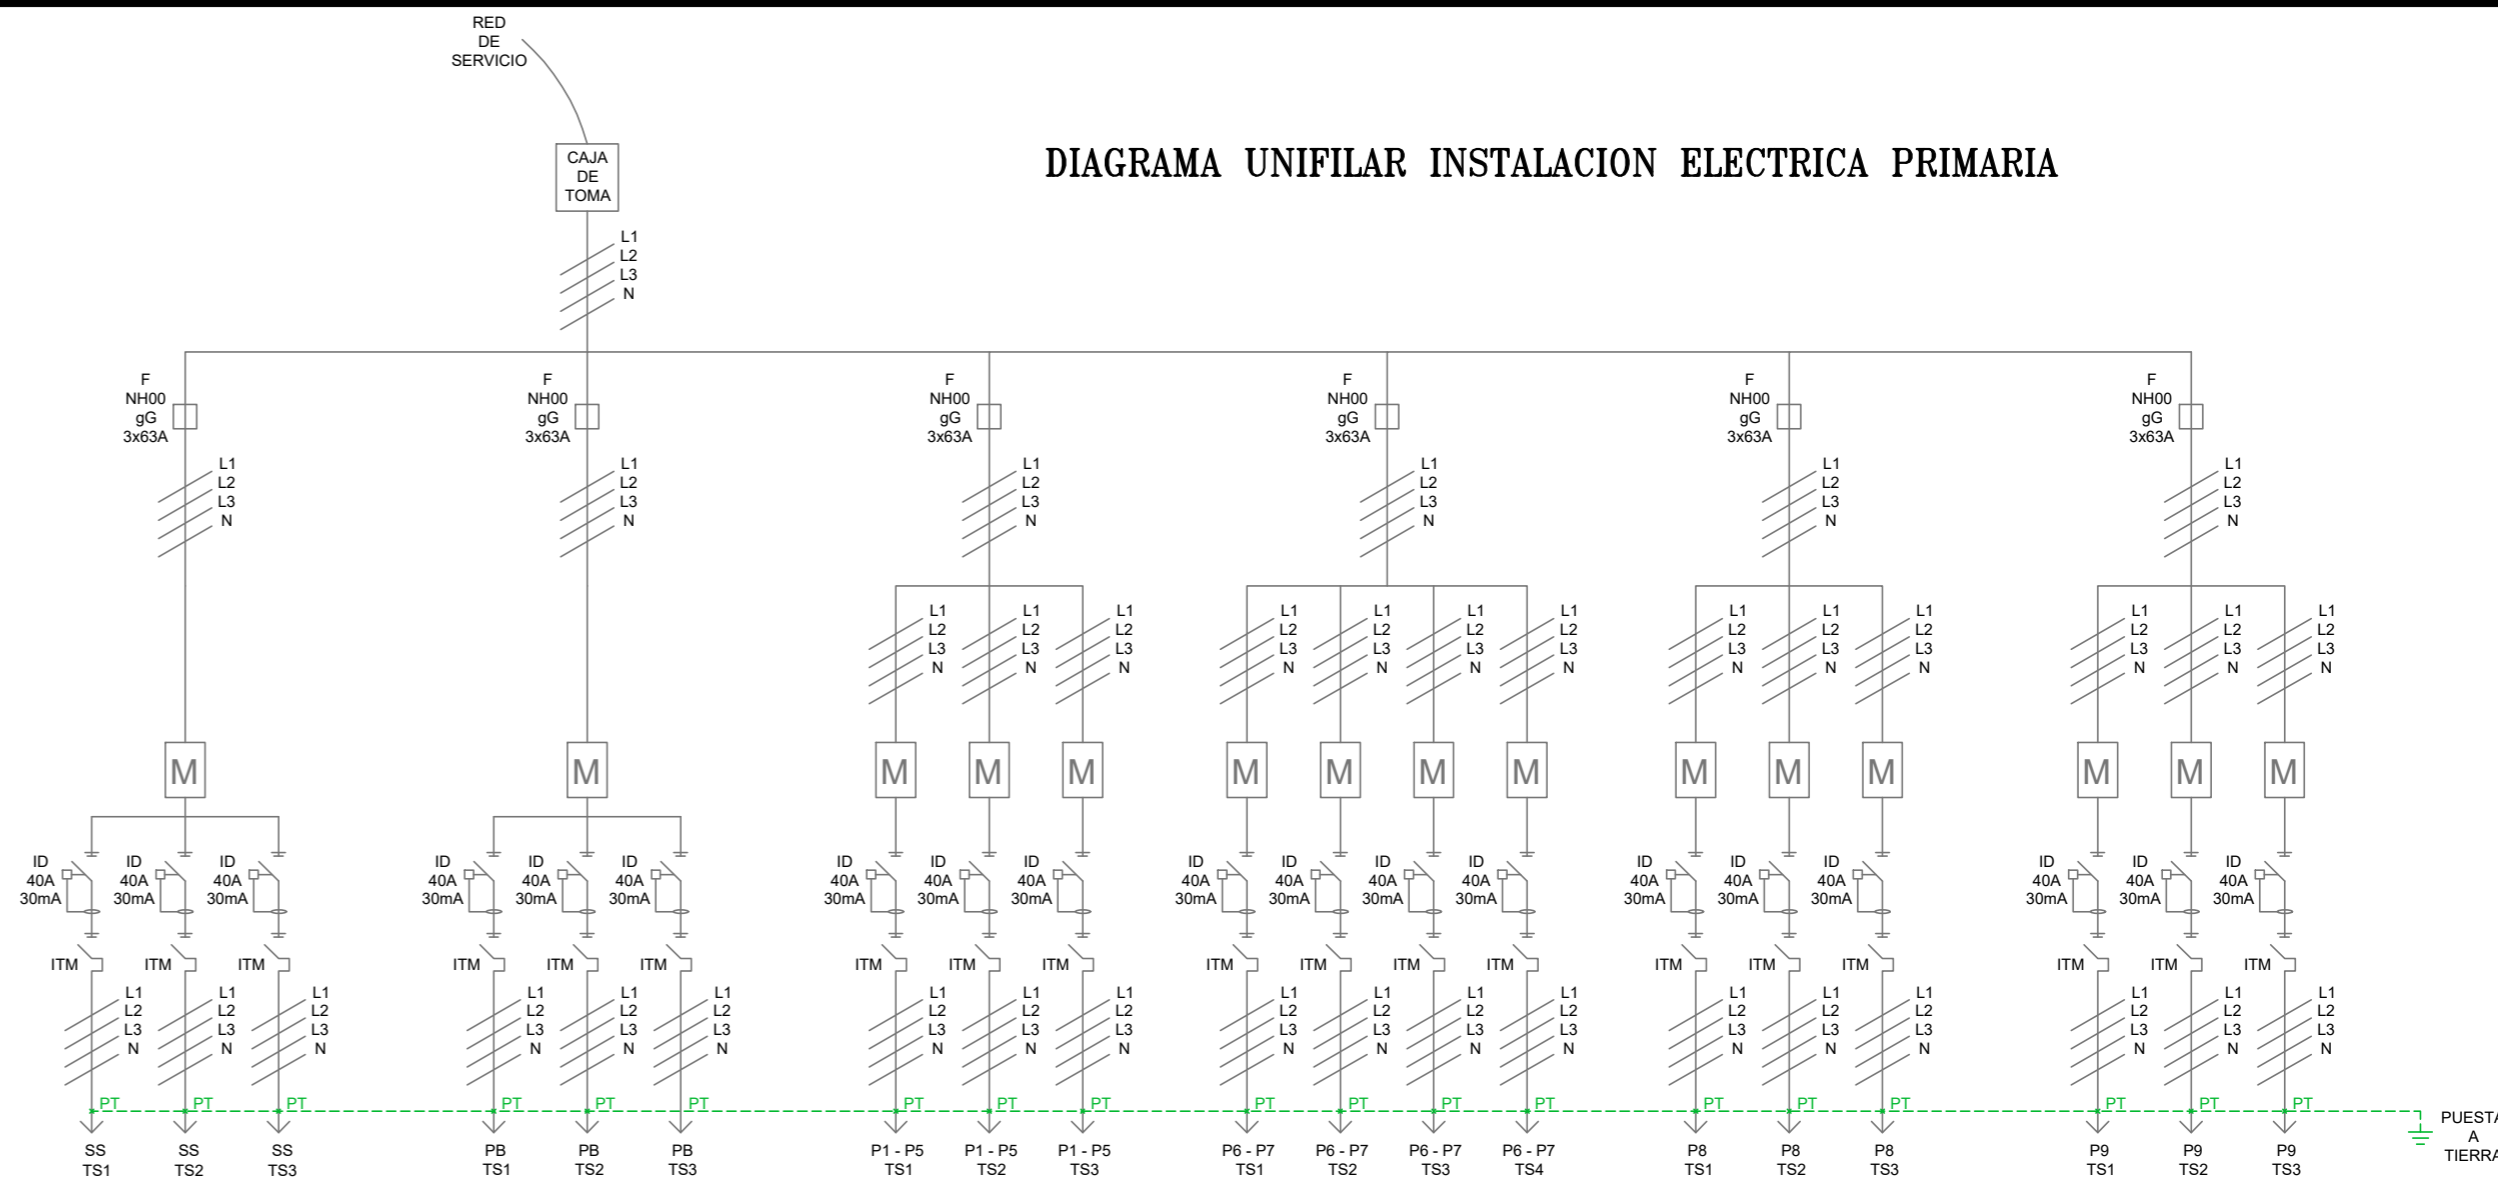 RED
DE
SERVICIO
CAJA
DE
TOMA
DIAGRAMA UNIFILAR INSTALACION ELECTRICA PRIMARIA
L1
L2
L3
N
F
NH00
gG
3x63A
F
NH00
gG
3x63A
F
NH00
gG
3x63A
F
NH00
gG
3x63A
F
NH00
gG
3x63A
F
NH00
gG
3x63A
L1
L2
L3
N
L1
L2
L3
N
L1
L2
L3
N
L1
L2
L3
N
L1
L2
L3
N
L1
L2
L3
N
L1
L2
L3
N
L1
L2
L3
N
L1
L2
L3
N
L1
L2
L3
N
L1
L2
L3
N
L1
L2
L3
N
L1
L2
L3
N
L1
L2
L3
N
L1
L2
L3
N
L1
L2
L3
N
L1
L2
L3
N
L1
L2
L3
N
L1
L2
L3
N
M M M M M M M M M M M M M M M
ID
40A
30mA
ID
40A
30mA
ID
40A
30mA
ID
40A
30mA
ID
40A
30mA
ID
40A
30mA
ID
40A
30mA
ID
40A
30mA
ID
40A
30mA
ID
40A
30mA
ID
40A
30mA
ID
40A
30mA
ID
40A
30mA
ID
40A
30mA
ID
40A
30mA
ID
40A
30mA
ID
40A
30mA
ID
40A
30mA
ID
40A
30mA
ITM ITM ITM ITM ITM ITM ITM ITM ITM ITM ITM ITM ITM ITM ITM ITM ITM ITM ITM
L1
L2
L3
N
L1
L2
L3
N
L1
L2
L3
N
L1
L2
L3
N
L1
L2
L3
N
L1
L2
L3
N
L1
L2
L3
N
L1
L2
L3
N
L1
L2
L3
N
L1
L2
L3
N
L1
L2
L3
N
L1
L2
L3
N
L1
L2
L3
N
L1
L2
L3
N
L1
L2
L3
N
L1
L2
L3
N
L1
L2
L3
N
L1
L2
L3
N
L1
L2
L3
N
PT PT PT PT PT PT PT PT PT PT PT PT PT PT PT PT PT PT PT
SS
TS1
SS
TS2
SS
TS3
PB
TS1
PB
TS2
PB
TS3
P1 - P5
TS1
P1 - P5
TS2
P1 - P5
TS3
P6 - P7
TS1
P6 - P7
TS2
P6 - P7
TS3
P6 - P7
TS4
P8
TS1
P8
TS2
P8
TS3
P9
TS1
P9
TS2
P9
TS3
PUESTA
A
TIERRA